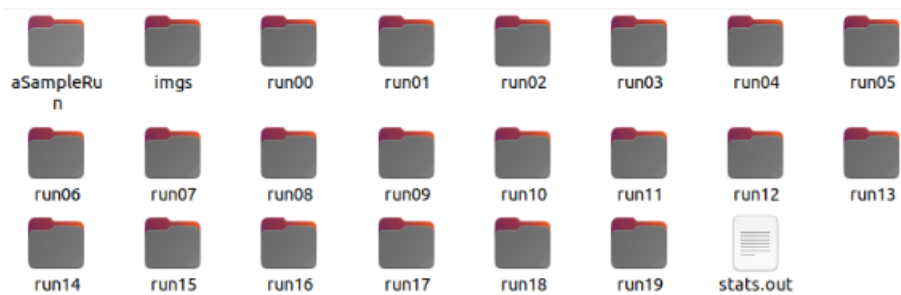 aSampleRu
n
imgs
run00
run01
run02
run03
run04
run05
run06
run07
run08
run09
run10
run11
run12
run13
run14
run15
run16
run17
run18
run19
stats.out